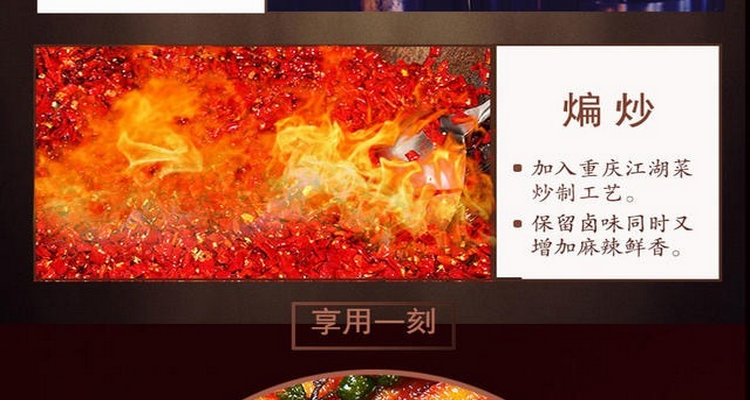 煸炒
加入重庆江湖菜
炒制工艺。
保留卤味同时又
增加麻辣鲜香。
享用一刻